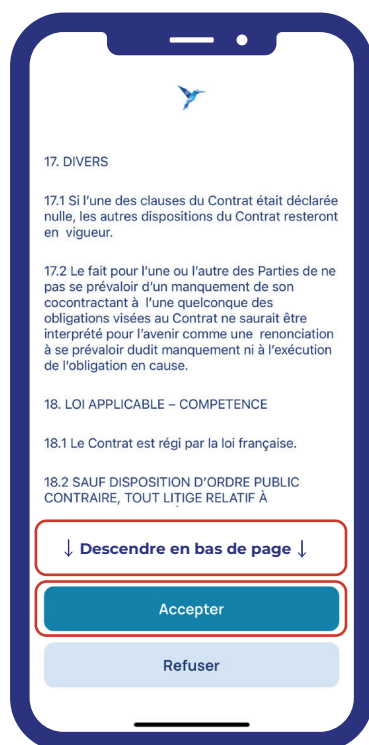 17. DIVERS
17.1 Si l’une des clauses du Contrat était déclarée
nulle, les autres dispositions du Contrat resteront
en vigueur.
17.2 Le fait pour l’une ou l’autre des Parties de ne
pas se prévaloir d’un manquement de son
cocontractant à l’une quelconque des
obligations visées au Contrat ne saurait être
interprété pour l’avenir comme une renonciation
à se prévaloir dudit manquement ni à l’exécution
de l’obligation en cause.
18. LOI APPLICABLE – COMPETENCE
18.1 Le Contrat est régi par la loi française.
18.2 SAUF DISPOSITION D’ORDRE PUBLIC
CONTRAIRE, TOUT LITIGE RELATIF À
↓ Descendre en bas de page ↓
Accepter
Refuser